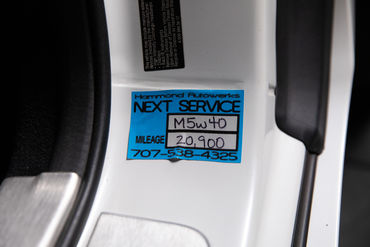 Hammond Autowerks
NEXT SERVICE
M5w40
MILEAGE 20,900
707-538-4325